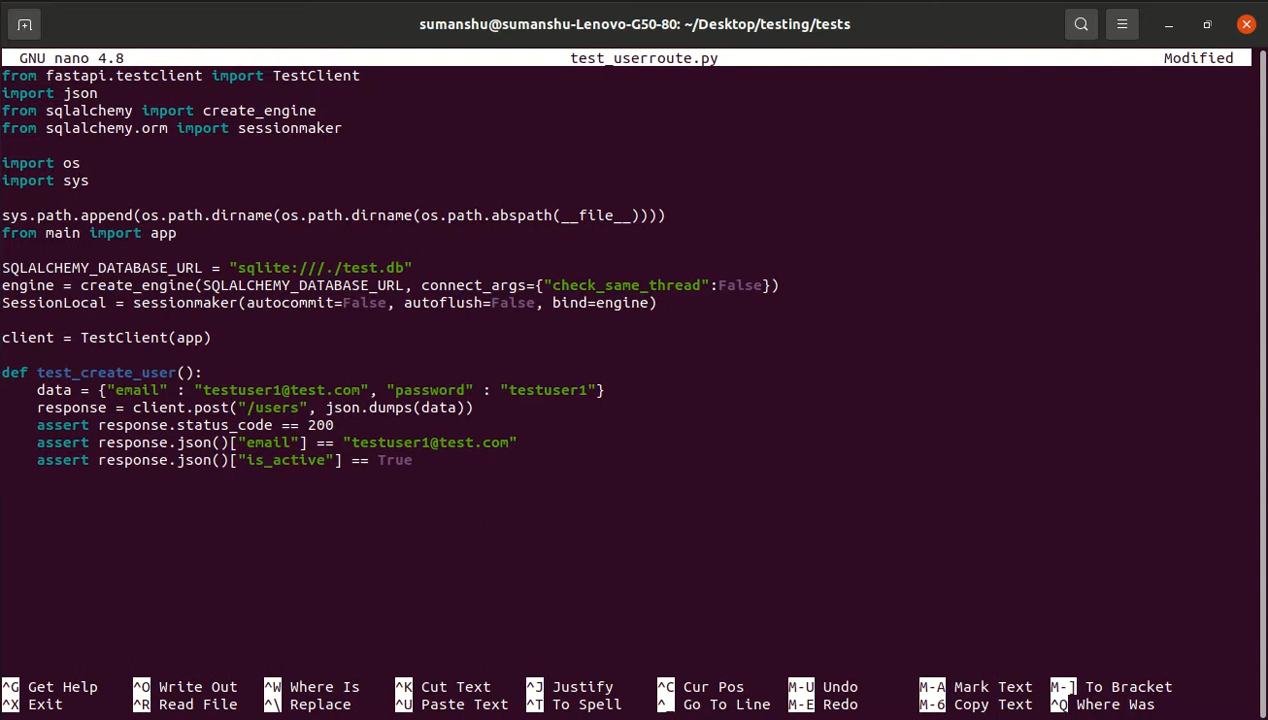 sumanshu@sumanshu-Lenovo-G50-80: ~/Desktop/testing/tests
GNU nano 4.8 test_userroute.py Modified
from fastapi.testclient import TestClient
import json
from sqlalchemy import create_engine
from sqlalchemy.orm import sessionmaker
import os
import sys
sys.path.append(os.path.dirname(os.path.dirname(os.path.abspath(__file__))))
from main import app
SQLALCHEMY_DATABASE_URL = "sqlite:///./test.db"
engine = create_engine(SQLALCHEMY_DATABASE_URL, connect_args={"check_same_thread":False})
SessionLocal = sessionmaker(autocommit=False, autoflush=False, bind=engine)
client = TestClient(app)
def test_create_user():
    data = {"email" : "testuser1@test.com", "password" : "testuser1"}
    response = client.post("/users", json.dumps(data))
    assert response.status_code == 200
    assert response.json()["email"] == "testuser1@test.com"
    assert response.json()["is_active"] == True
^G Get Help ^O Write Out ^W Where Is ^K Cut Text ^J Justify ^C Cur Pos M-U Undo M-A Mark Text M-] To Bracket
^X Exit ^R Read File ^\ Replace ^U Paste Text ^T To Spell ^_ Go To Line M-E Redo M-6 Copy Text ^Q Where Was